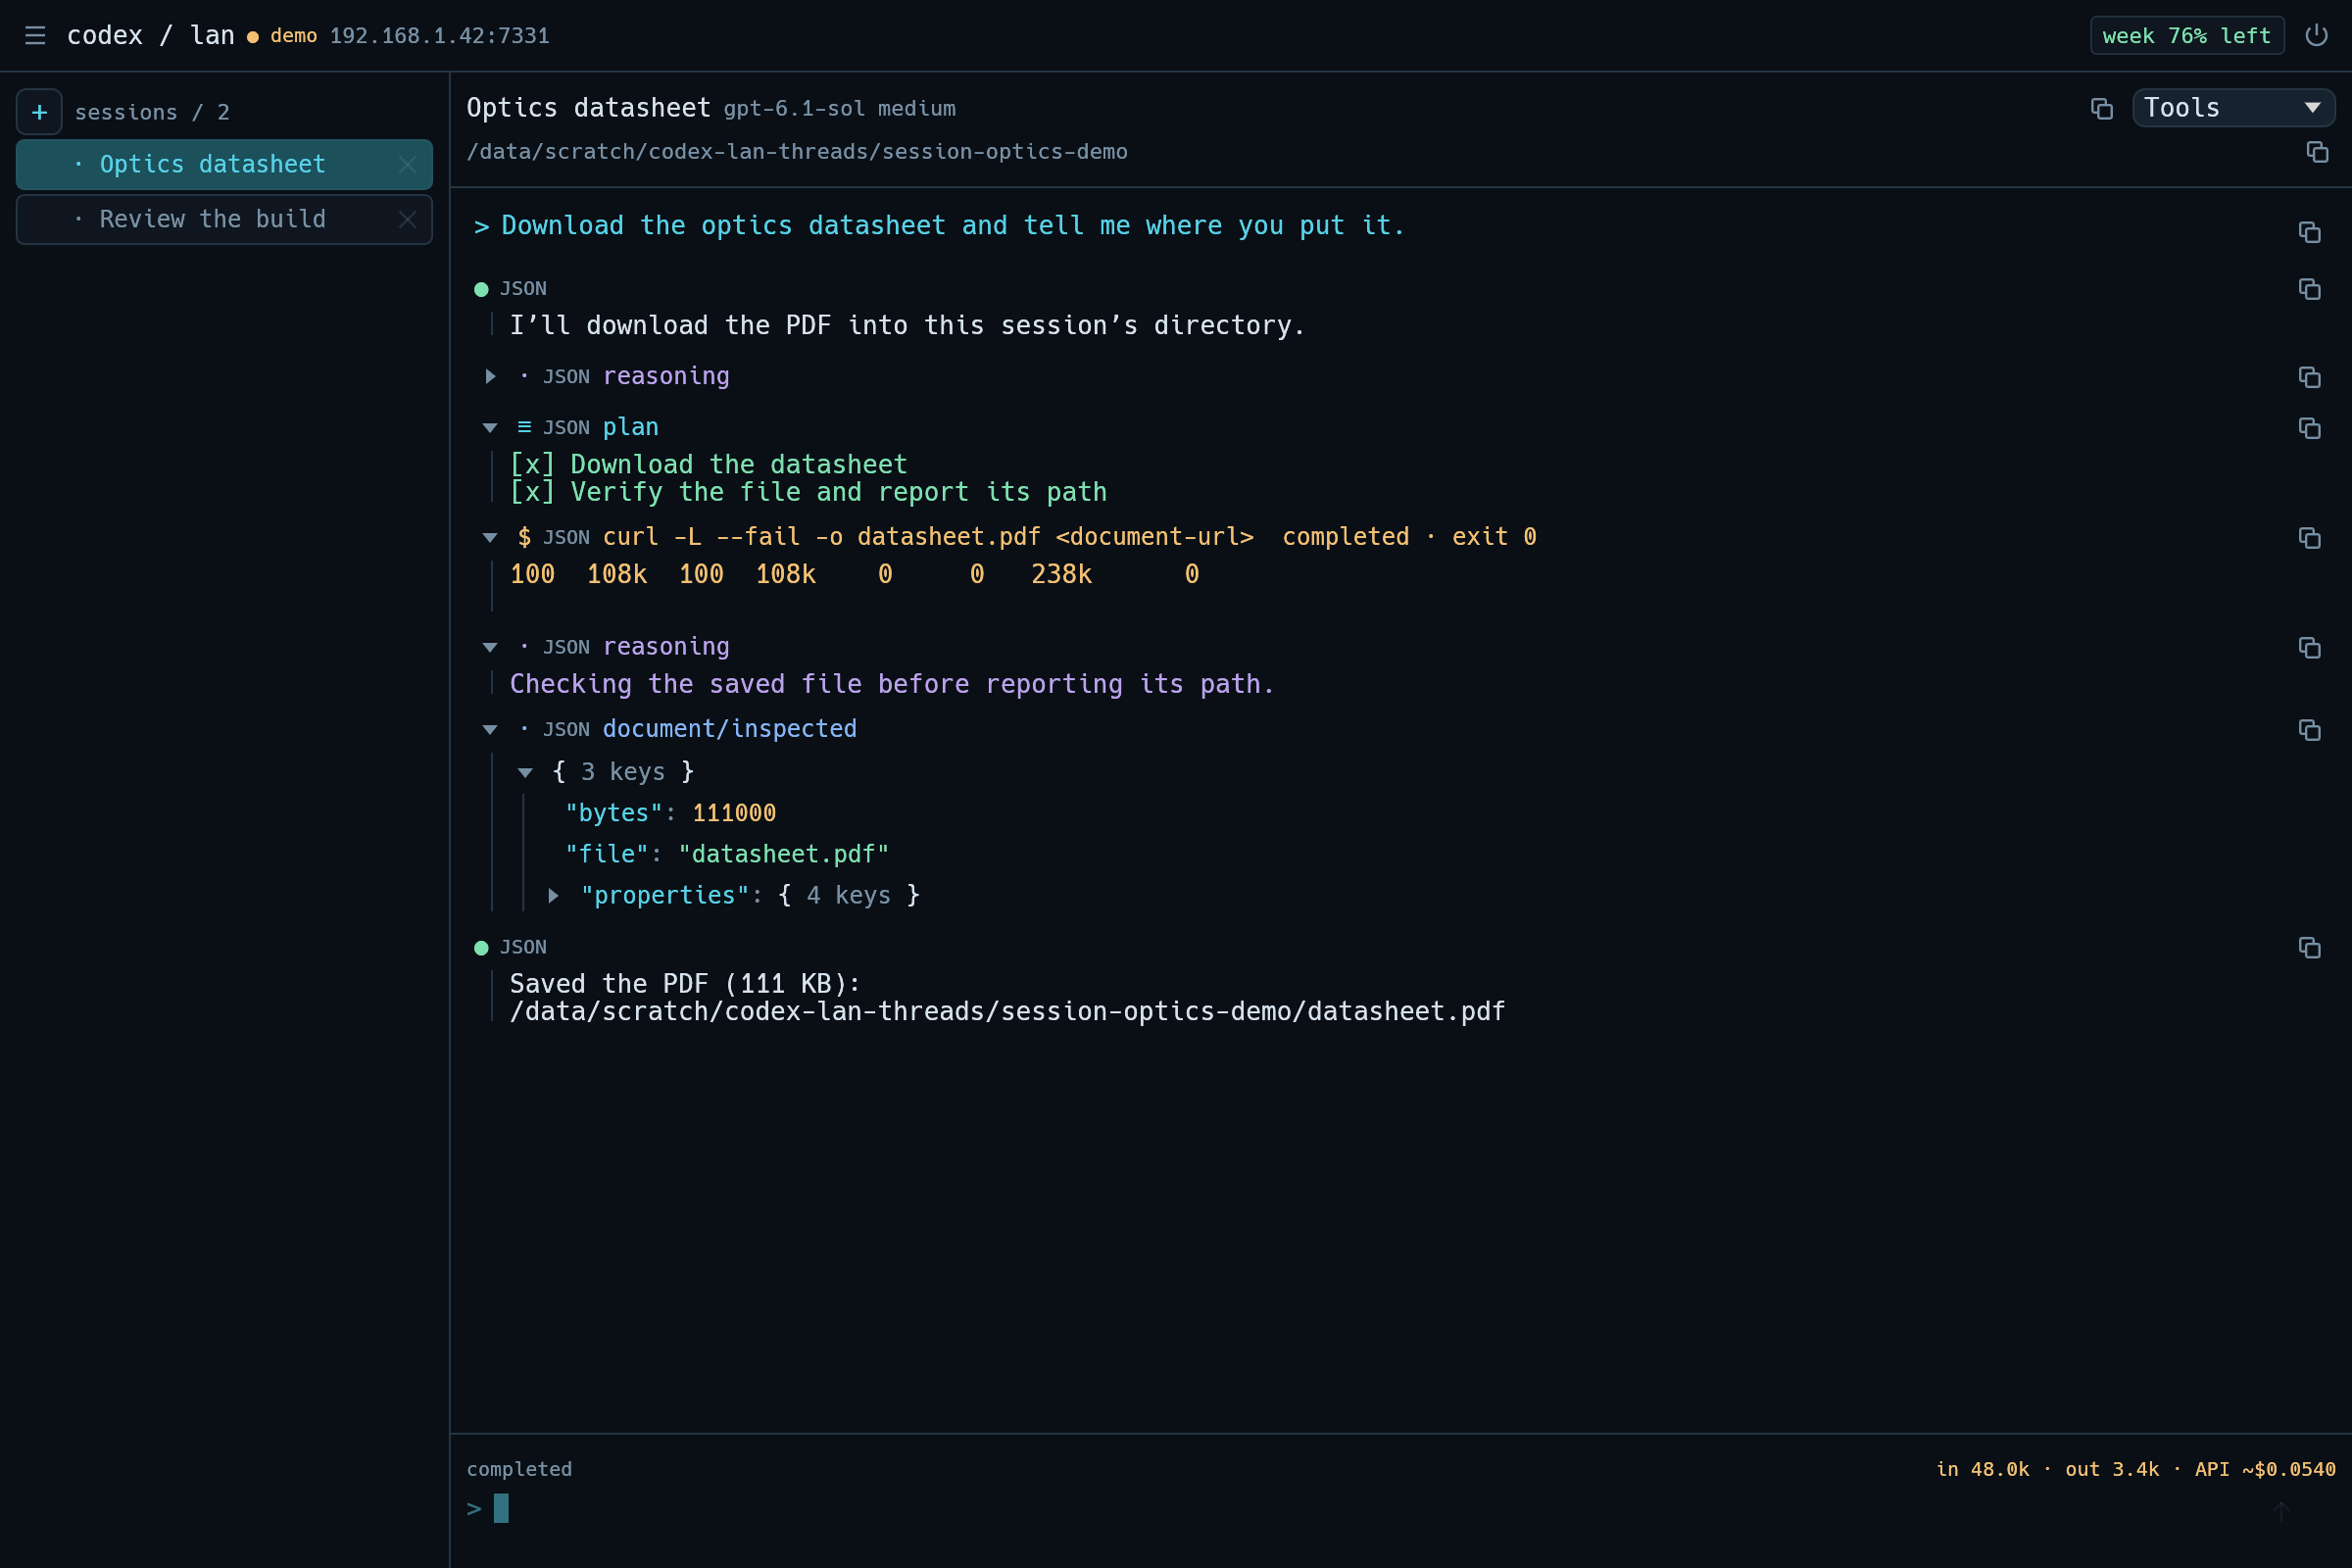 codex / lan ● demo 192.168.1.42:7331
week 76% left
+ sessions / 2
· Optics datasheet
· Review the build
Optics datasheet gpt-6.1-sol medium
Tools
/data/scratch/codex-lan-threads/session-optics-demo
> Download the optics datasheet and tell me where you put it.
● JSON
I’ll download the PDF into this session’s directory.
· JSON reasoning
≡ JSON plan
[x] Download the datasheet
[x] Verify the file and report its path
$ JSON curl -L --fail -o datasheet.pdf <document-url>  completed · exit 0
100  108k  100  108k    0     0   238k      0
· JSON reasoning
Checking the saved file before reporting its path.
· JSON document/inspected
{ 3 keys }
"bytes": 111000
"file": "datasheet.pdf"
"properties": { 4 keys }
● JSON
Saved the PDF (111 KB):
/data/scratch/codex-lan-threads/session-optics-demo/datasheet.pdf
completed
in 48.0k · out 3.4k · API ~$0.0540
>